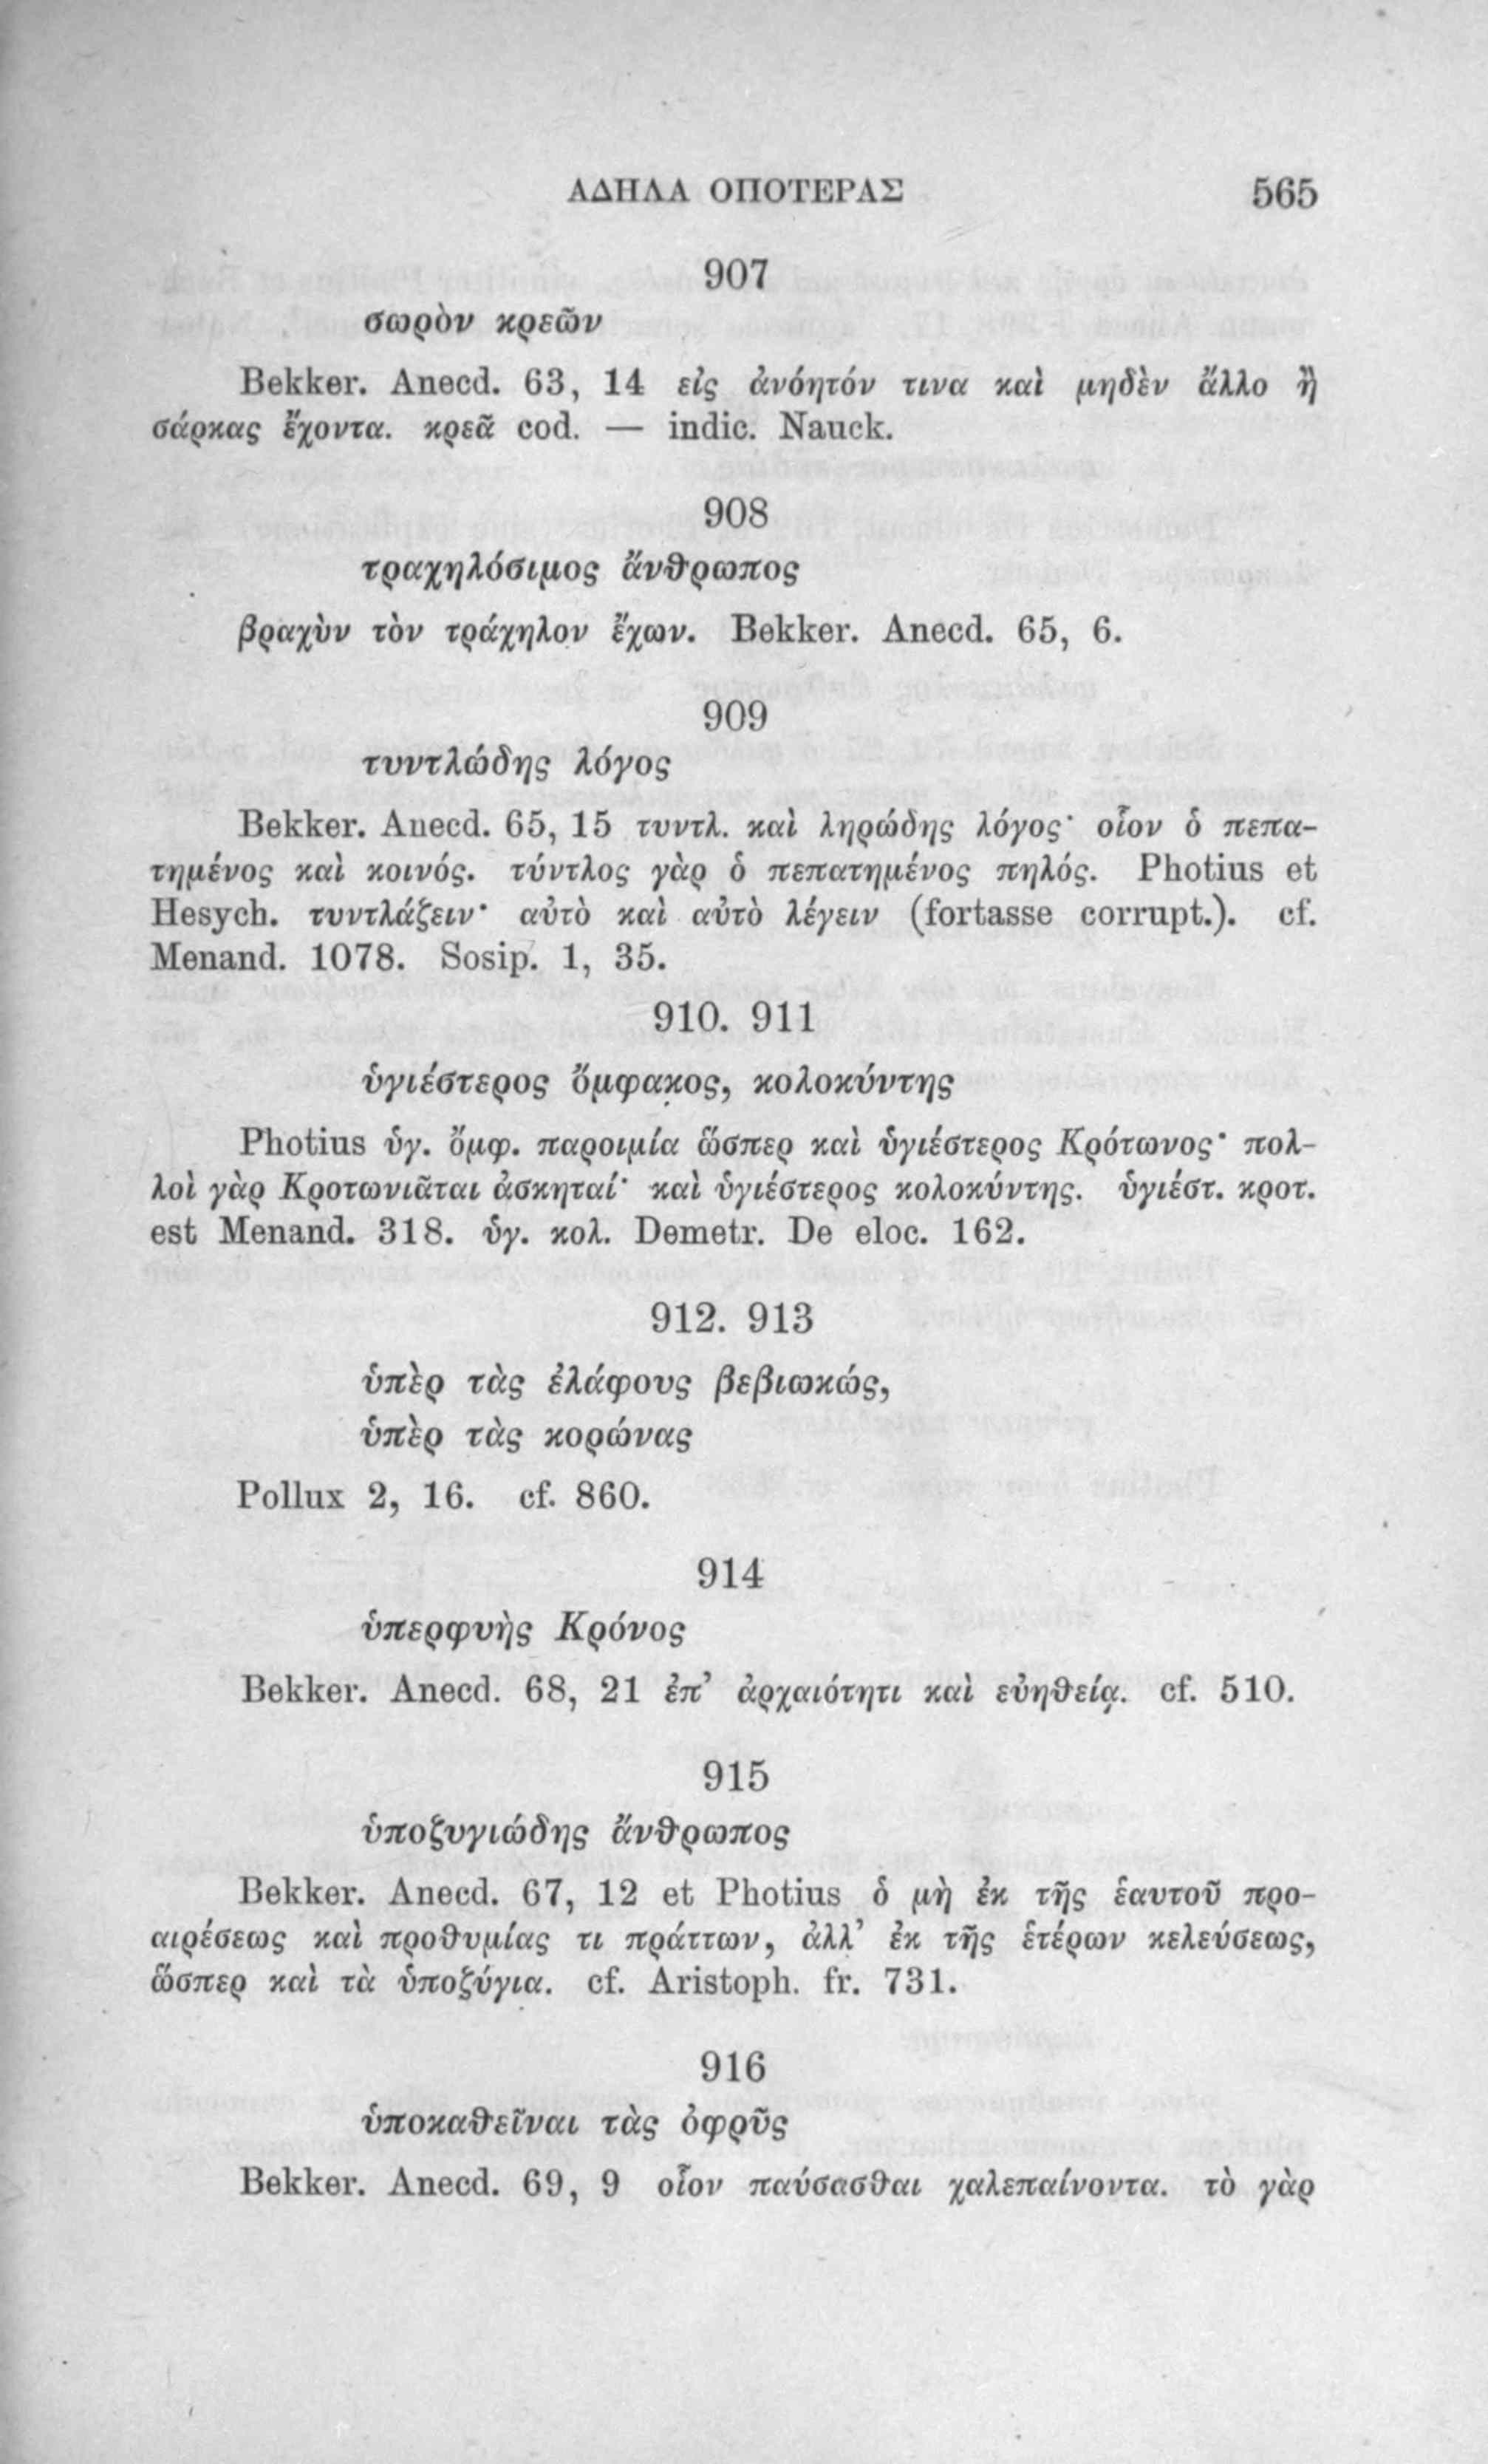 ΑΔΗΛΑ ΟΠΟΤΕΡΑΣ 565
907
σωρὸν κρεῶν
Bekker. Anecd. 63, 14 εἰς ἀνόητόν τινα καὶ μηδὲν ἄλλο ἢ
σάρκας ἔχοντα. κρεᾶ cod. — indic. Nauck.
908
τραχηλόσιμος ἄνθρωπος
βραχὺν τὸν τράχηλον ἔχων. Bekker. Anecd. 65, 6.
909
τυντλώδης λόγος
Bekker. Anecd. 65, 15 τυντλ. καὶ ληρώδης λόγος· οἷον ὁ πεπα-
τημένος καὶ κοινός. τύντλος γὰρ ὁ πεπατημένος πηλός. Photius et
Hesych. τυντλάζειν· αὐτὸ καὶ αὐτὸ λέγειν (fortasse corrupt.). cf.
Menand. 1078. Sosip. 1, 35.
910. 911
ὑγιέστερος ὄμφακος, κολοκύντης
Photius ὑγ. ὄμφ. παροιμία ὥσπερ καὶ ὑγιέστερος Κρότωνος· πολ-
λοὶ γὰρ Κροτωνιᾶται ἀσκηταί· καὶ ὑγιέστερος κολοκύντης. ὑγιέστ. κροτ.
est Menand. 318. ὑγ. κολ. Demetr. De eloc. 162.
912. 913
ὑπὲρ τὰς ἐλάφους βεβιωκώς,
ὑπὲρ τὰς κορώνας
Pollux 2, 16. cf. 860.
914
ὑπερφυὴς Κρόνος
Bekker. Anecd. 68, 21 ἐπ’ ἀρχαιότητι καὶ εὐηθείᾳ. cf. 510.
915
ὑποζυγιώδης ἄνθρωπος
Bekker. Anecd. 67, 12 et Photius ὁ μὴ ἐκ τῆς ἑαυτοῦ προ-
αιρέσεως καὶ προθυμίας τι πράττων, ἀλλ’ ἐκ τῆς ἑτέρων κελεύσεως,
ὥσπερ καὶ τὰ ὑποζύγια. cf. Aristoph. fr. 731.
916
ὑποκαθεῖναι τὰς ὀφρῦς
Bekker. Anecd. 69, 9 οἷον παύσασθαι χαλεπαίνοντα. τὸ γὰρ